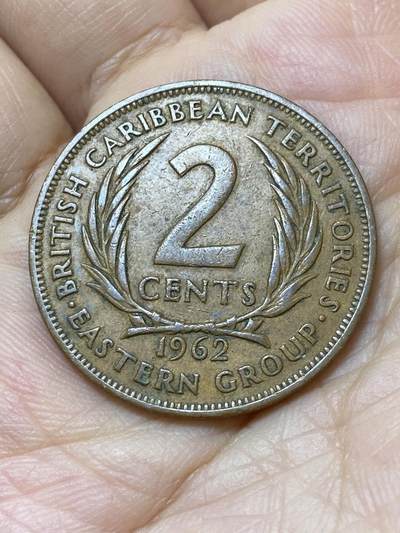 BRITISH CARIBBEAN TERRITORIES
2
CENTS
1962
· EASTERN GROUP ·